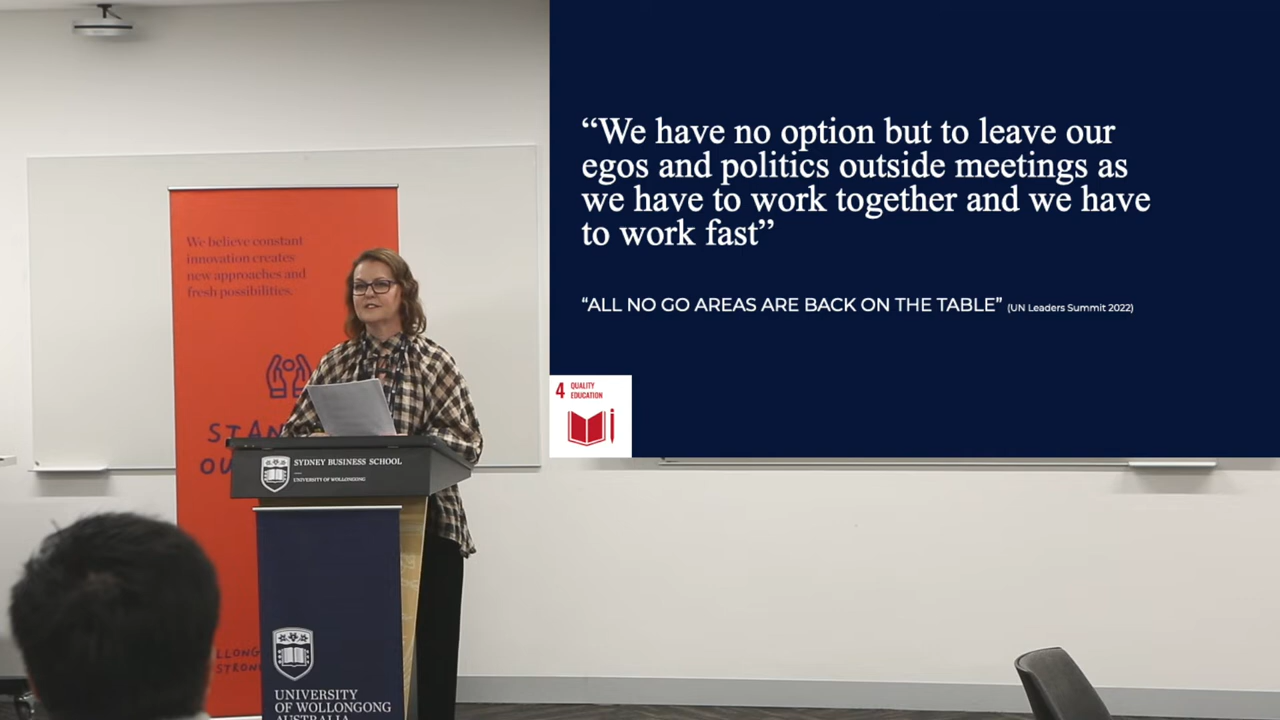 “We have no option but to leave our
egos and politics outside meetings as
we have to work together and we have
to work fast”
“ALL NO GO AREAS ARE BACK ON THE TABLE” (UN Leaders Summit 2022)
4 QUALITY
EDUCATION
We believe constant
innovation creates
new approaches and
fresh possibilities.
SYDNEY BUSINESS SCHOOL
UNIVERSITY OF WOLLONGONG
UNIVERSITY
OF WOLLONGONG
AUSTRALIA